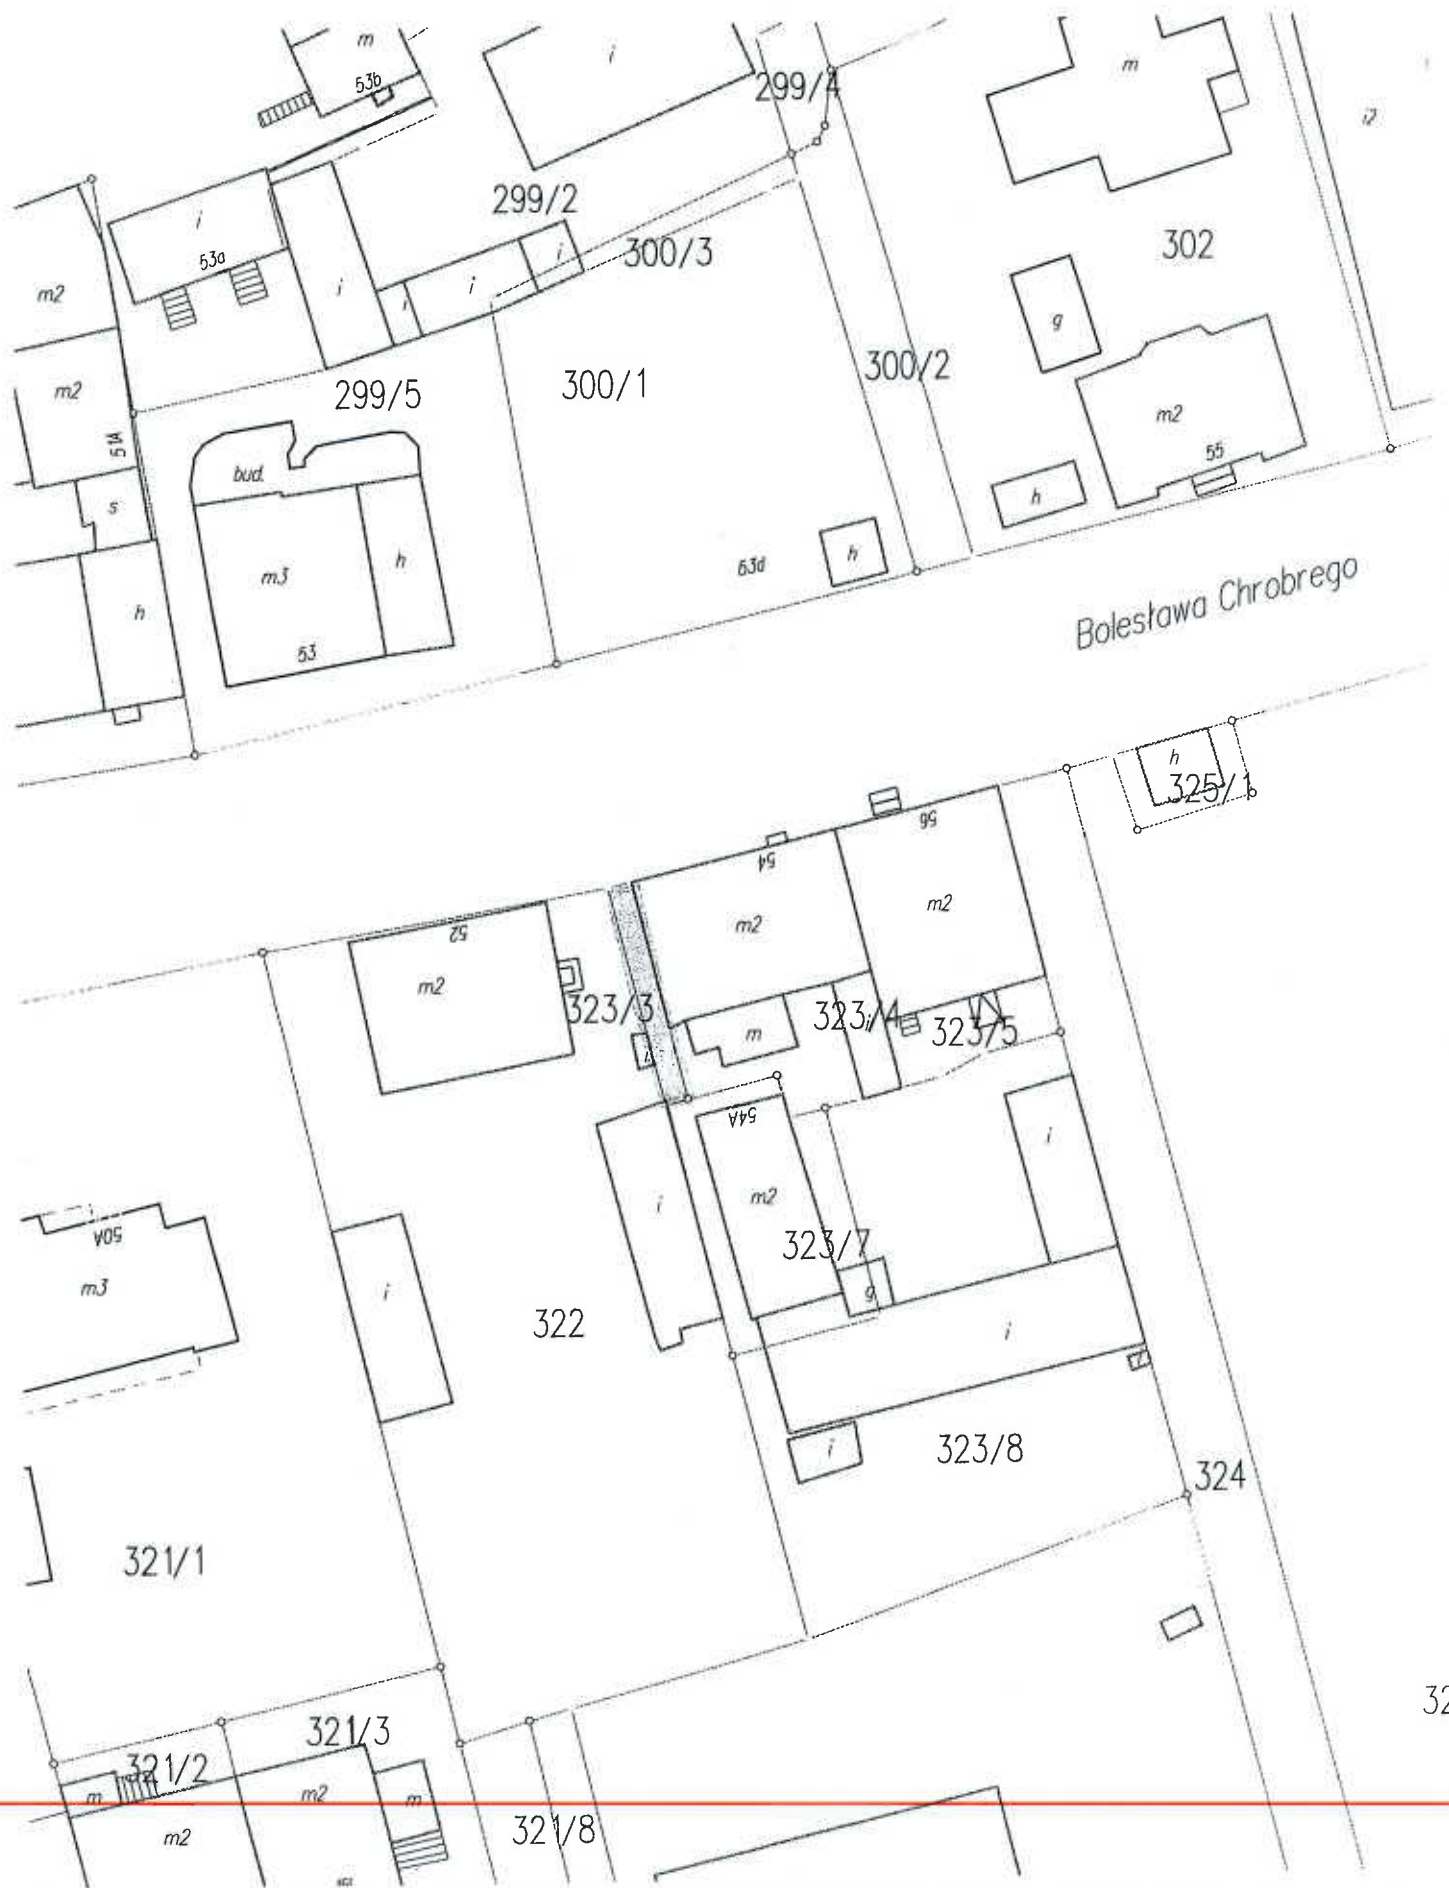 m
53b
i
299/4
m
i2
i
53a
299/2
300/3
i
302
m2
i
i
i
g
m2
299/5
300/1
300/2
m2
51A
bud.
55
s
h
m3
h
53d
h
h
53
Bolesława Chrobrego
h
325/1
56
54
52
m2
m2
m2
323/3
323/4
i
323/5
m
i
54A
i
m2
i
50A
323/7
m3
i
g
322
i
i
323/8
324
321/1
32
321/3
321/2
m
m2
m
m2
321/8